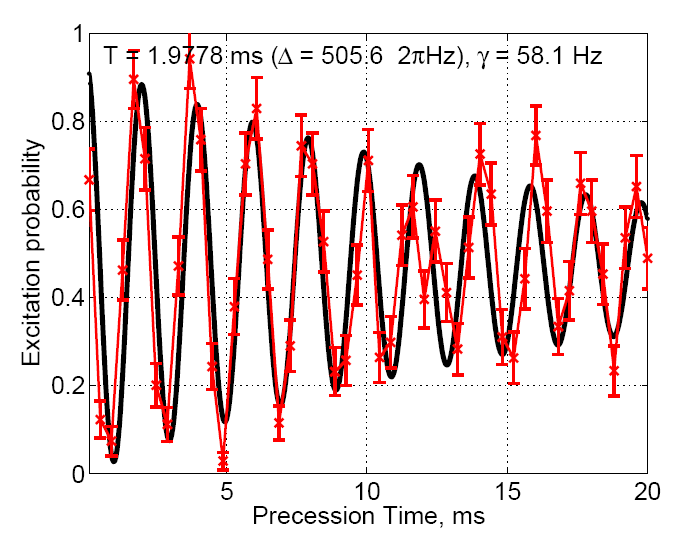 T = 1.9778 ms (Δ = 505.6 2πHz), γ = 58.1 Hz
Excitation probability
1
0.8
0.6
0.4
0.2
0
5 10 15 20
Precession Time, ms